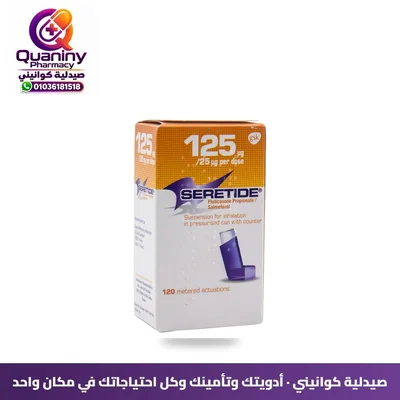 Quaniny
Pharmacy
صيدلية كوانيني
01036181518
125 µg
/25 µg per dose
gsk
SERETIDE®
Fluticasone Propionate /
Salmeterol
Suspension for inhalation
in pressurised can with counter
120 metered actuations
صيدلية كوانيني - أدويتك وتأمينك وكل احتياجاتك في مكان واحد